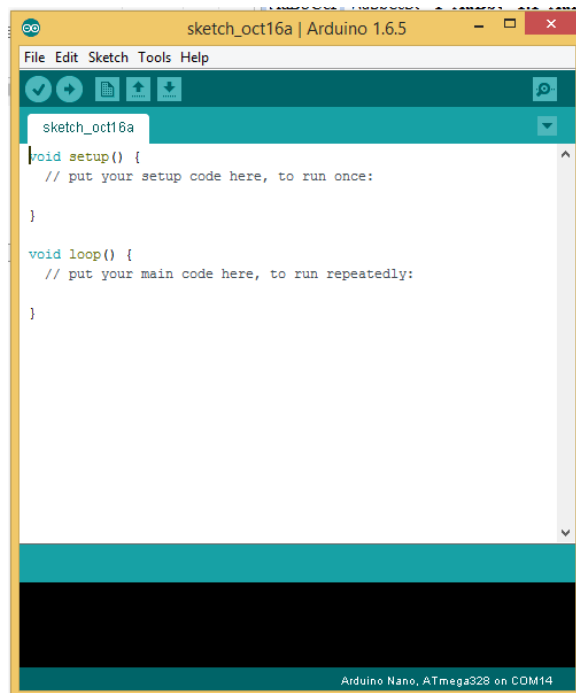 sketch_oct16a | Arduino 1.6.5
File Edit Sketch Tools Help
sketch_oct16a
void setup() {
// put your setup code here, to run once:
}
void loop() {
// put your main code here, to run repeatedly:
}
Arduino Nano, ATmega328 on COM14